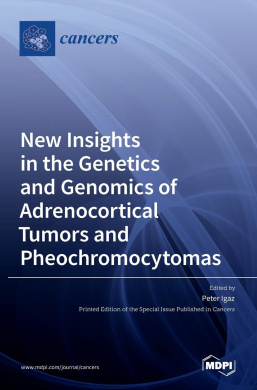 cancers
New Insights
in the Genetics
and Genomics of
Adrenocortical
Tumors and
Pheochromocytomas
Edited by
Peter Igaz
Printed Edition of the Special Issue Published in Cancers
www.mdpi.com/journal/cancers
MDPI